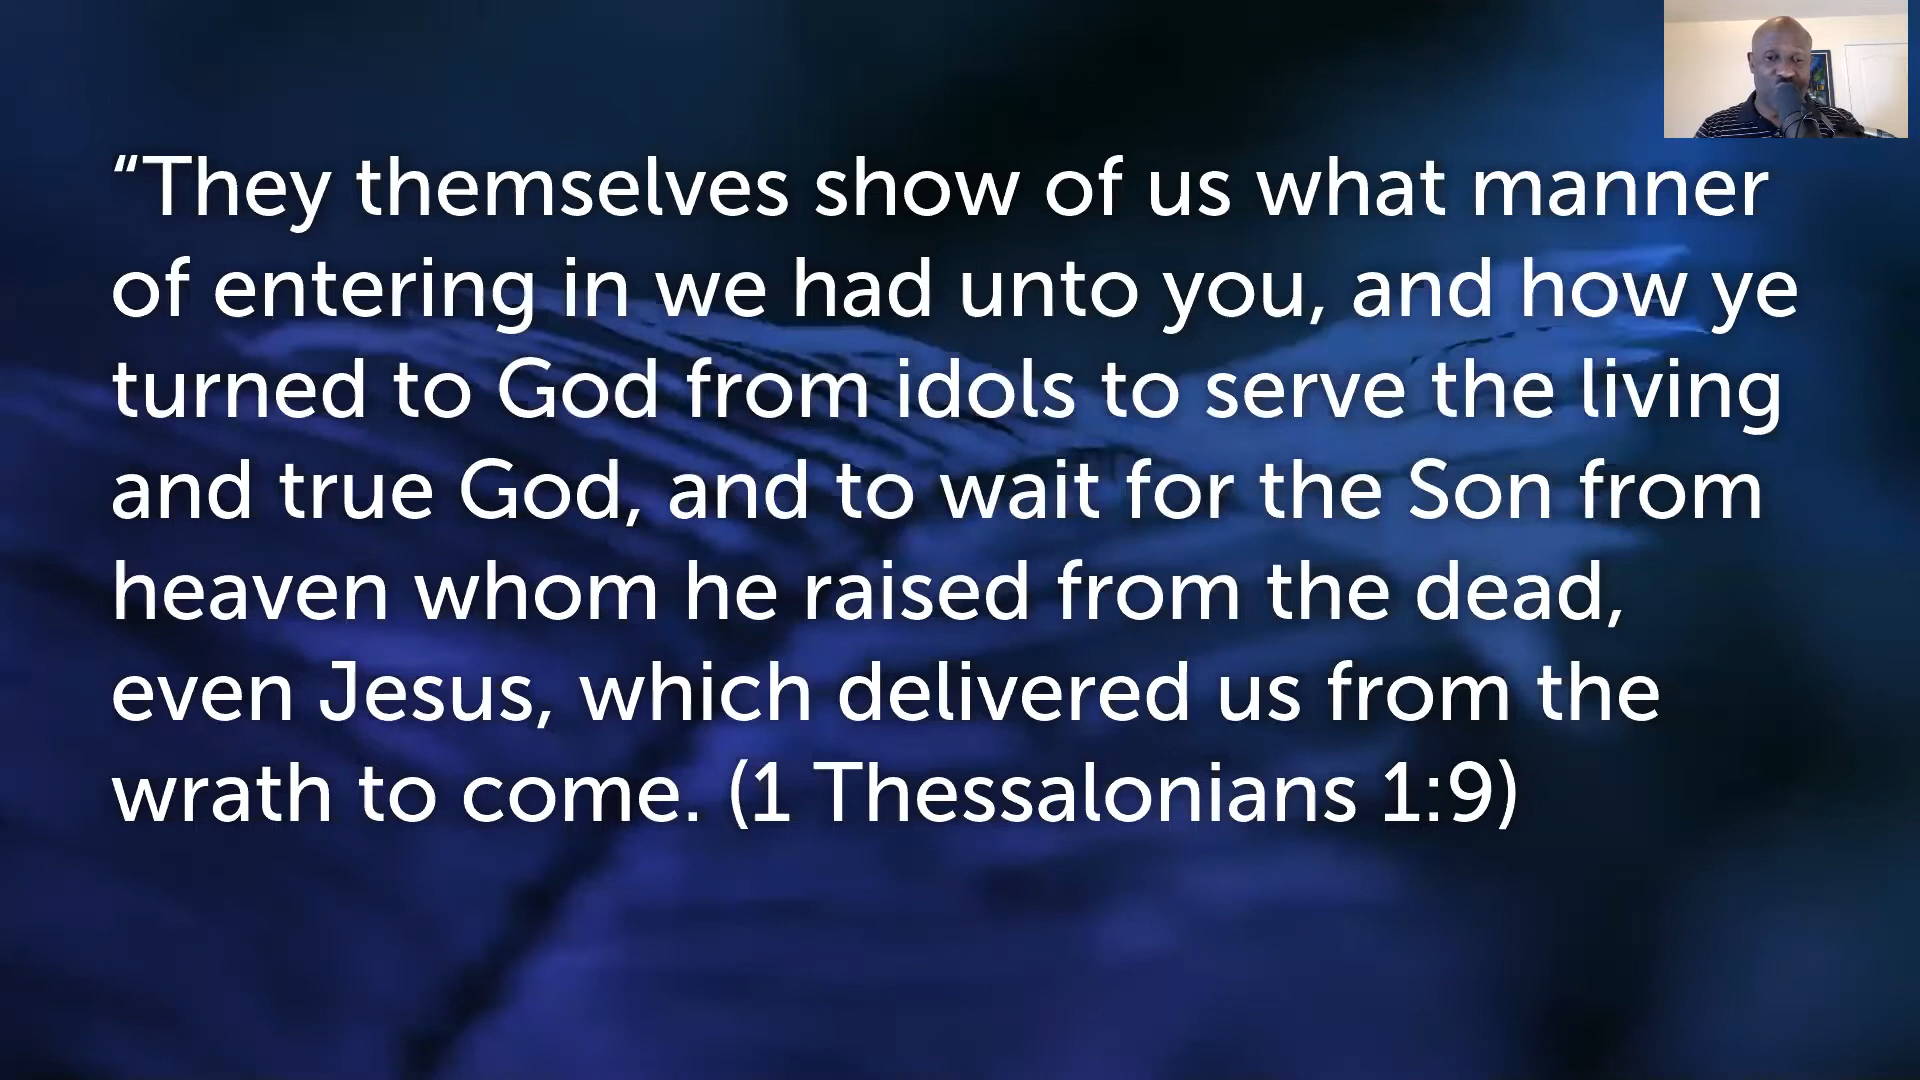 “They themselves show of us what manner
of entering in we had unto you, and how ye
turned to God from idols to serve the living
and true God, and to wait for the Son from
heaven whom he raised from the dead,
even Jesus, which delivered us from the
wrath to come. (1 Thessalonians 1:9)